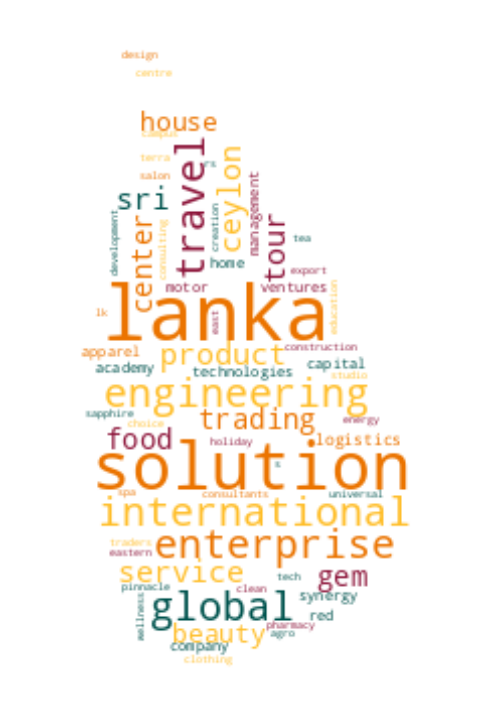 design
centre
house
campus
terra
rs
salon
travel
ceylon
sri
management
development
center
consulting
creation
tour
tea
home
export
motor
ventures
education
lanka
lk
east
construction
apparel
product
academy
technologies
capital
studio
engineering
sapphire
trading
energy
choice
food
holiday
logistics
solution
s
spa
consultants
universal
international
traders
enterprise
eastern
service
tech
gem
pinnacle
clean
synergy
wellness
global
red
pharmacy
beauty
agro
company
clothing